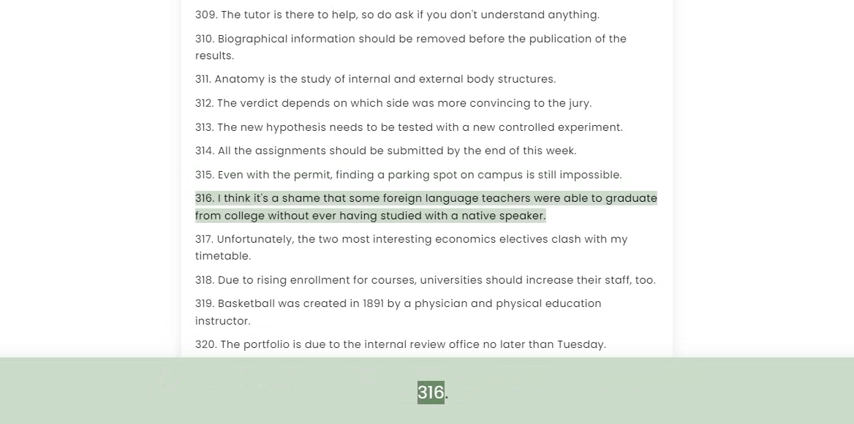 309. The tutor is there to help, so do ask if you don't understand anything.
310. Biographical information should be removed before the publication of the
results.
311. Anatomy is the study of internal and external body structures.
312. The verdict depends on which side was more convincing to the jury.
313. The new hypothesis needs to be tested with a new controlled experiment.
314. All the assignments should be submitted by the end of this week.
315. Even with the permit, finding a parking spot on campus is still impossible.
316. I think it's a shame that some foreign language teachers were able to graduate
from college without ever having studied with a native speaker.
317. Unfortunately, the two most interesting economics electives clash with my
timetable.
318. Due to rising enrollment for courses, universities should increase their staff, too.
319. Basketball was created in 1891 by a physician and physical education
instructor.
320. The portfolio is due to the internal review office no later than Tuesday.
316.